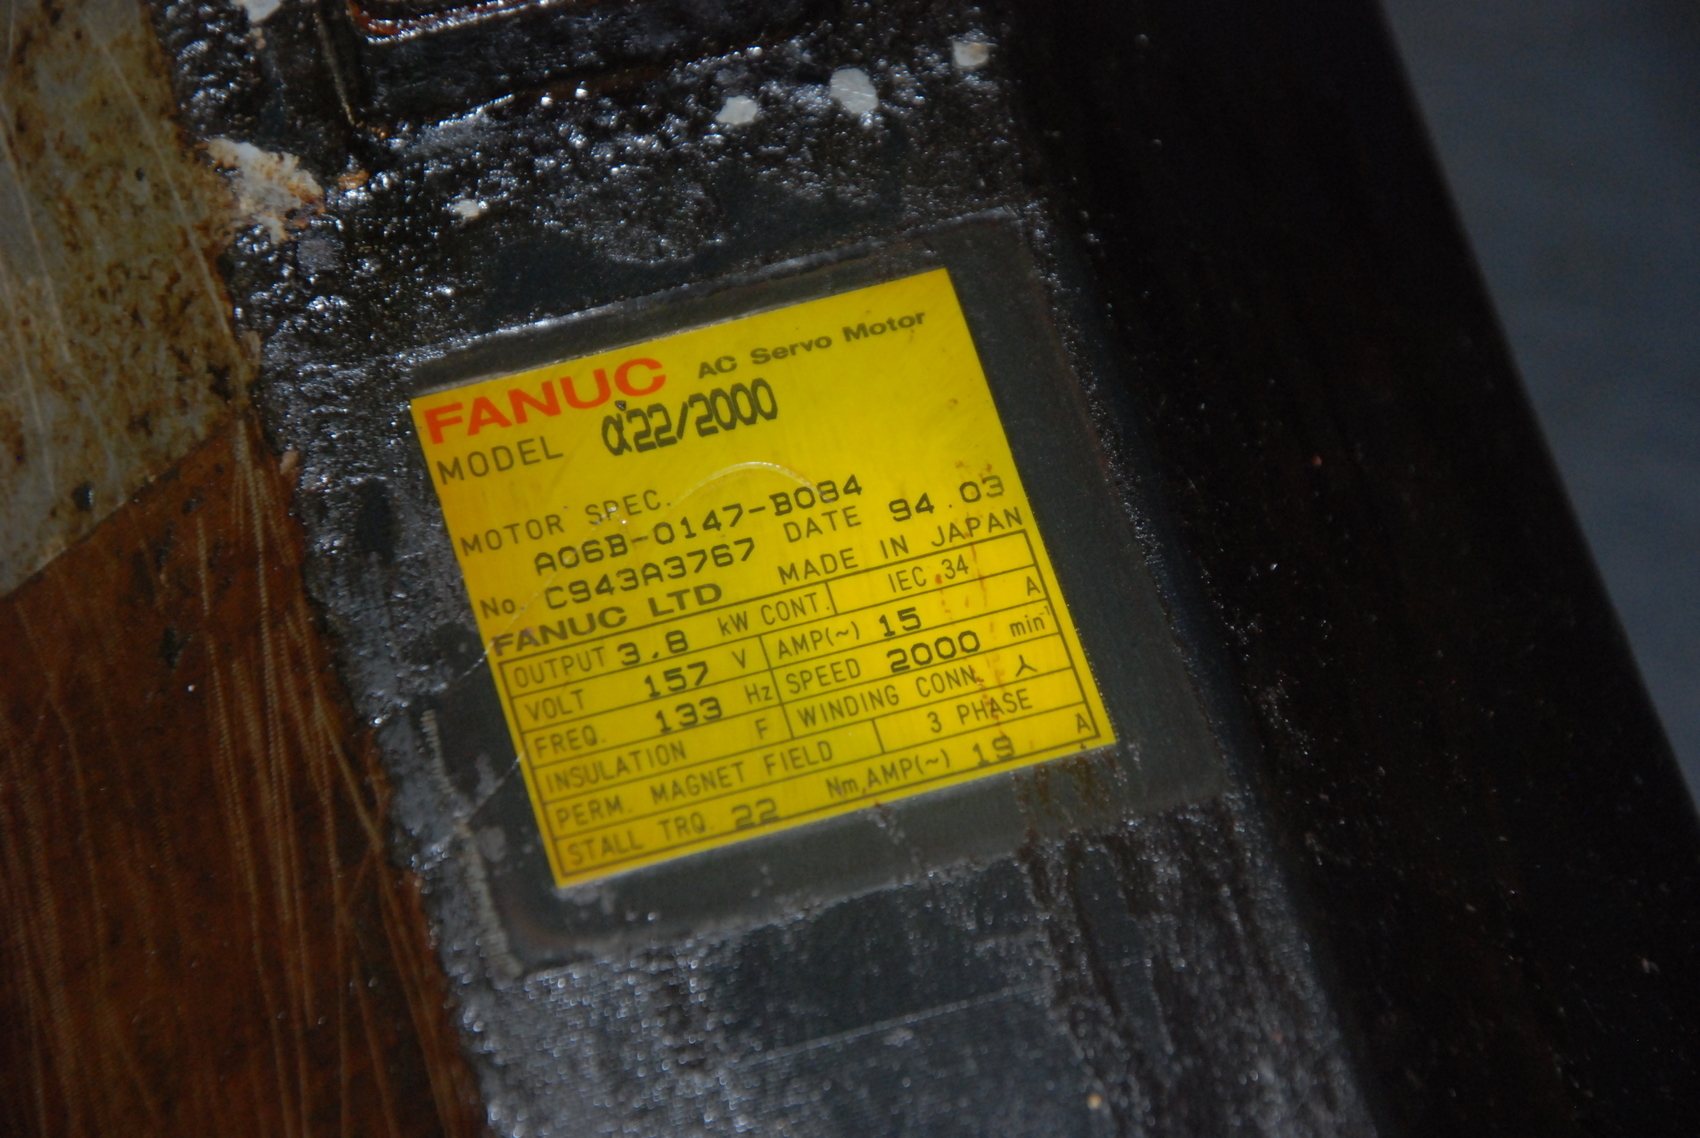 FANUC AC Servo Motor
MODEL α22/2000
MOTOR SPEC.
A06B-0147-B084
No. C943A3767 DATE 94.03
FANUC LTD MADE IN JAPAN
OUTPUT 3.8 kW CONT. IEC 34
VOLT 157 V AMP(~) 15 A
FREQ. 133 Hz SPEED 2000 min⁻¹
INSULATION F WINDING CONN. 人
PERM. MAGNET FIELD 3 PHASE
STALL TRQ. 22 Nm, AMP(~) 19 A